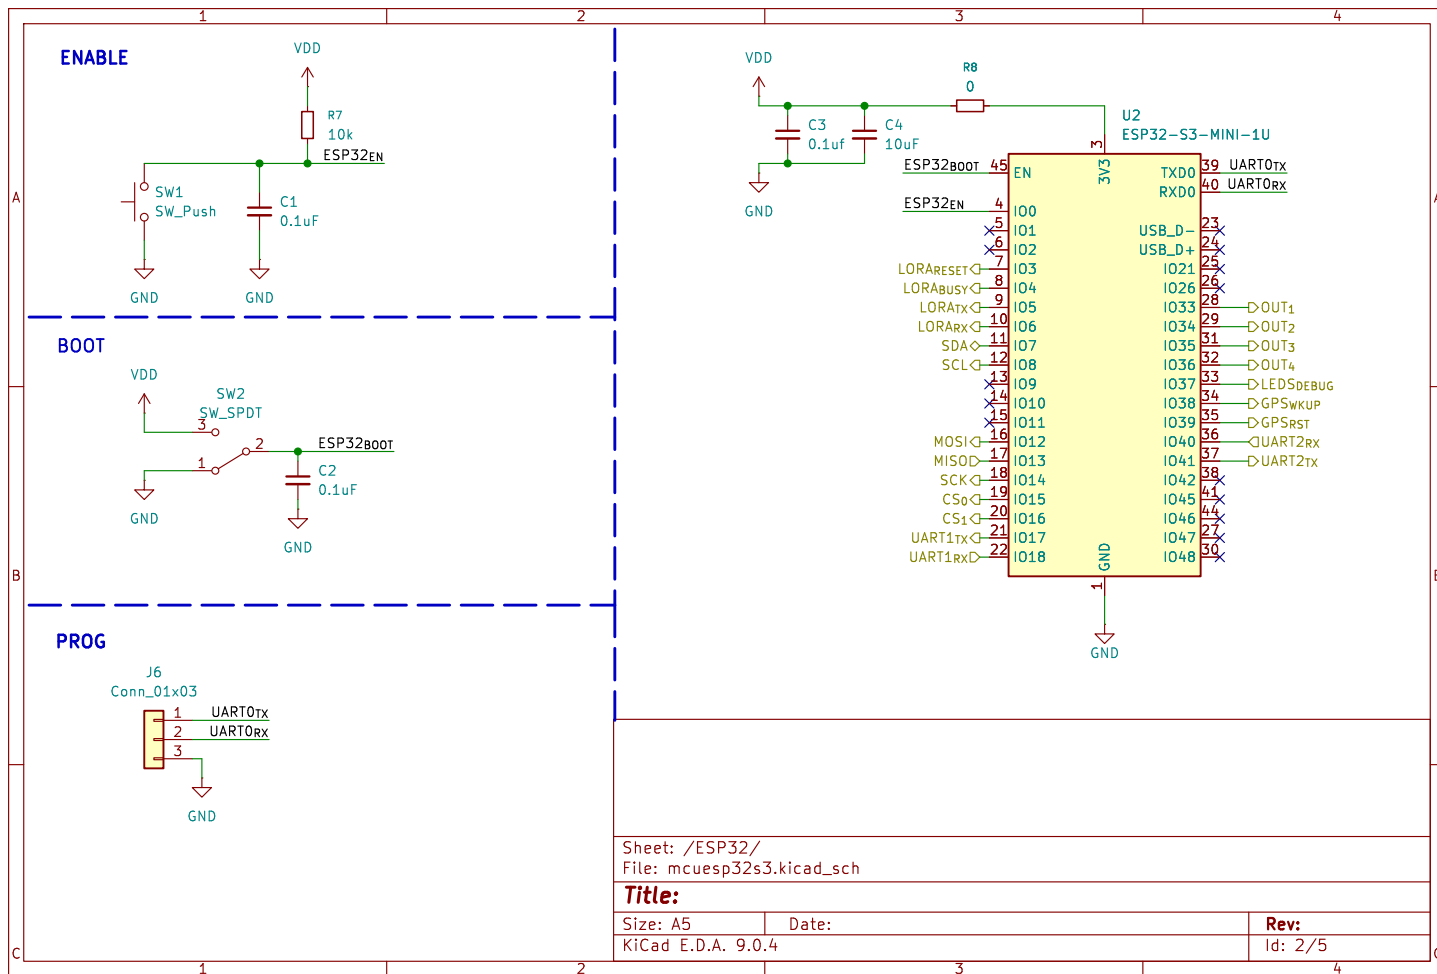 1 2 3 4
ENABLE
VDD
R7
10k
ESP32EN
SW1
SW_Push
C1
0.1uF
GND
GND
BOOT
VDD
SW2
SW_SPDT
3
2
1
ESP32BOOT
C2
0.1uF
GND
GND
PROG
J6
Conn_01x03
1 UART0TX
2 UART0RX
3
GND
VDD
R8
0
C3
0.1uf
C4
10uF
GND
U2
ESP32-S3-MINI-1U
3
3V3
ESP32BOOT 45 EN
ESP32EN 4 IO0
5 IO1
6 IO2
LORARESET 7 IO3
LORABUSY 8 IO4
LORATX 9 IO5
LORARX 10 IO6
SDA 11 IO7
SCL 12 IO8
13 IO9
14 IO10
15 IO11
MOSI 16 IO12
MISO 17 IO13
SCK 18 IO14
CS0 19 IO15
CS1 20 IO16
UART1TX 21 IO17
UART1RX 22 IO18
TXD0 39 UART0TX
RXD0 40 UART0RX
USB_D- 23
USB_D+ 24
IO21 25
IO26 26
IO33 28 OUT1
IO34 29 OUT2
IO35 31 OUT3
IO36 32 OUT4
IO37 33 LEDSDEBUG
IO38 34 GPSWKUP
IO39 35 GPSRST
IO40 36 UART2RX
IO41 37 UART2TX
IO42 38
IO45 41
IO46 44
IO47 27
IO48 30
GND
1
GND
A
B
C
A
Sheet: /ESP32/
File: mcuesp32s3.kicad_sch
Title:
Size: A5 Date: Rev:
KiCad E.D.A. 9.0.4 Id: 2/5
1 2 3 4